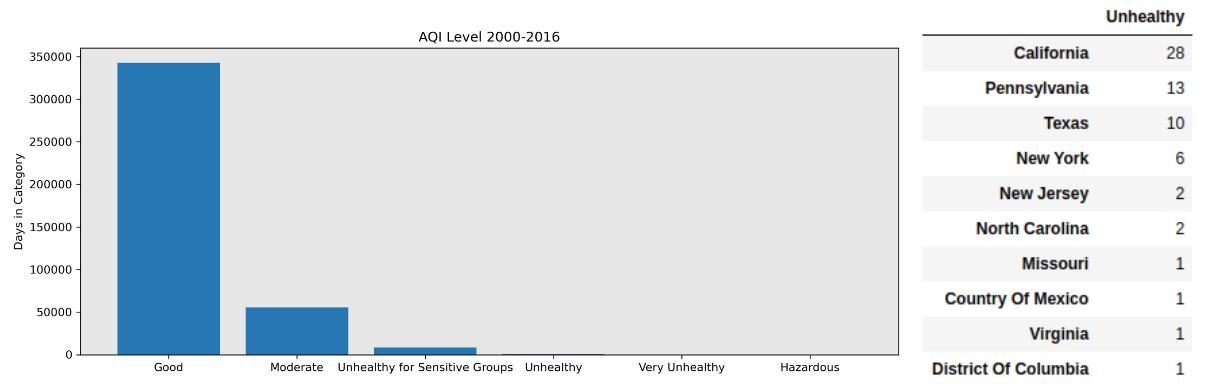 AQI Level 2000-2016
Days in Category
350000
300000
250000
200000
150000
100000
50000
0
Good Moderate Unhealthy for Sensitive Groups Unhealthy Very Unhealthy Hazardous
Unhealthy
California 28
Pennsylvania 13
Texas 10
New York 6
New Jersey 2
North Carolina 2
Missouri 1
Country Of Mexico 1
Virginia 1
District Of Columbia 1